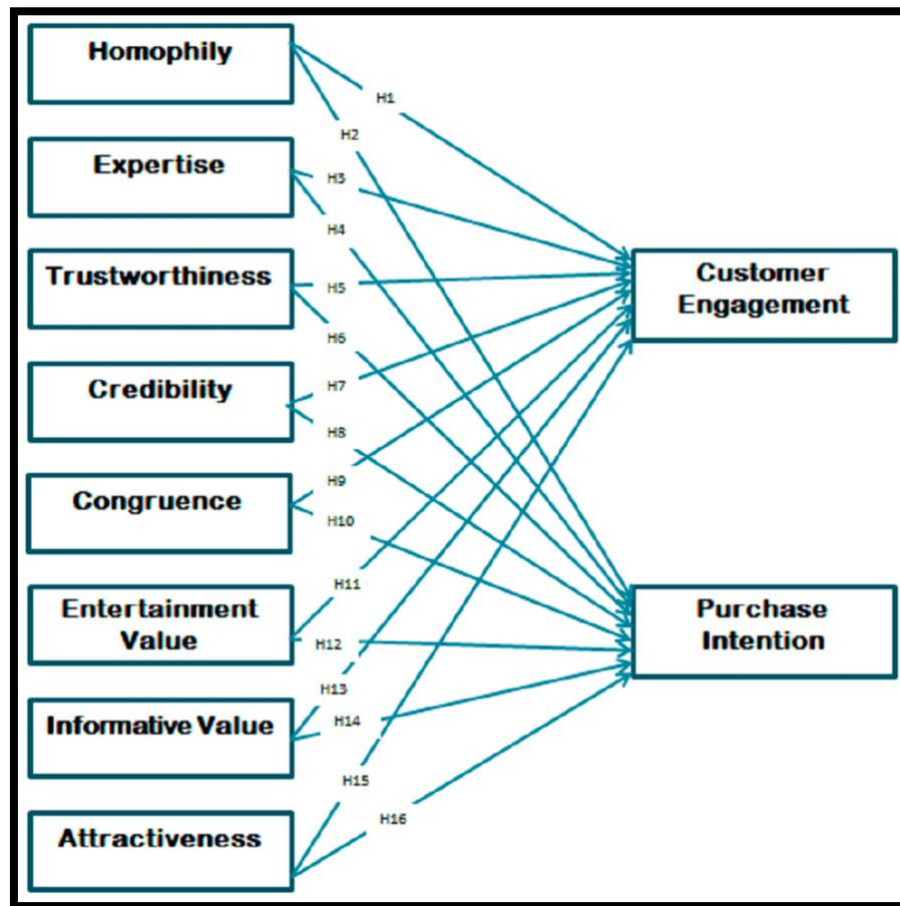 Homophily
H1
H2
Expertise
H3
H4
Trustworthiness
H5
H6
Customer
Engagement
Credibility
H7
H8
Congruence
H9
H10
Entertainment
Value
H11
H12
Purchase
Intention
Informative Value
H13
H14
Attractiveness
H15
H16